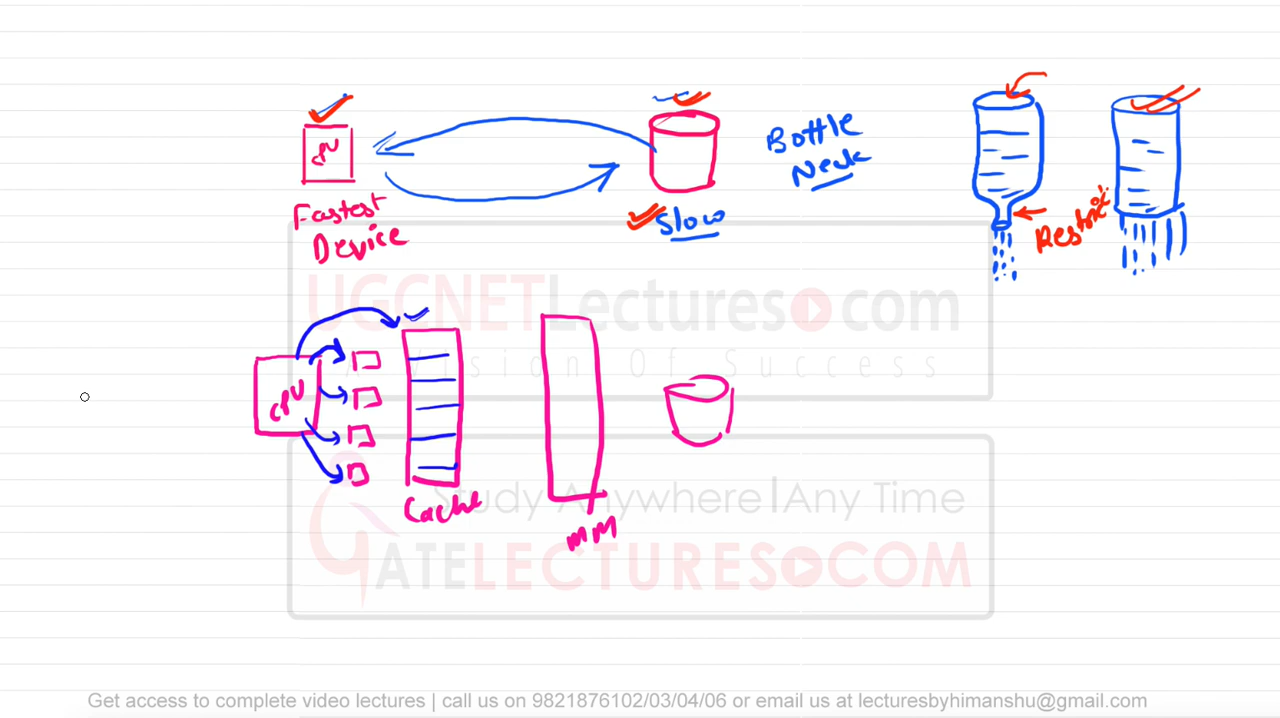 CPU
Fastest
Device
Slow
Bottle
Neck
Restrict
UGCNETLectures.com
A Vision Of Success
CPU
Cache
MM
Study Anywhere|Any Time
GATELECTURES.COM
Get access to complete video lectures | call us on 9821876102/03/04/06 or email us at lecturesbyhimanshu@gmail.com